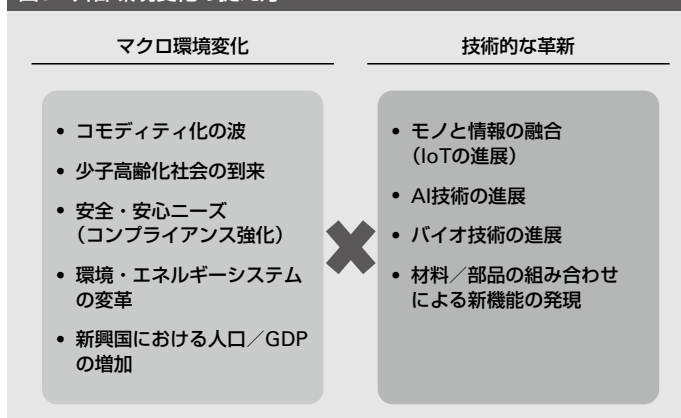 マクロ環境変化
技術的な革新
• コモディティ化の波
• 少子高齢化社会の到来
• 安全・安心ニーズ
（コンプライアンス強化）
• 環境・エネルギーシステム
の変革
• 新興国における人口／GDP
の増加
• モノと情報の融合
（IoTの進展）
• AI技術の進展
• バイオ技術の進展
• 材料／部品の組み合わせ
による新機能の発現